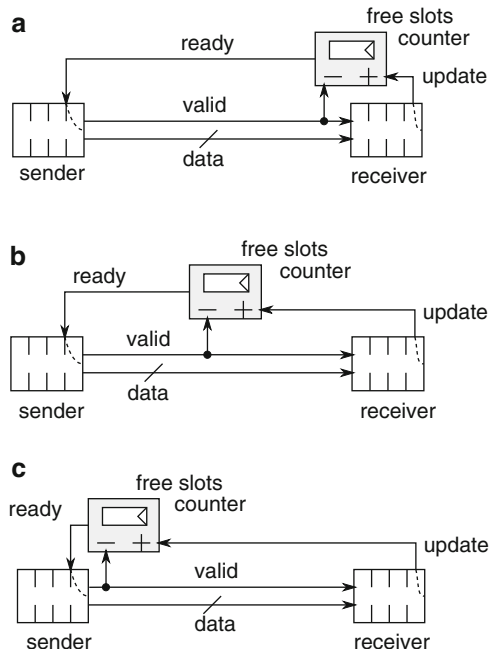 a
free slots
counter
ready
− +
update
valid
data
sender
receiver
b
free slots
counter
ready
− +
update
valid
data
sender
receiver
c
free slots
counter
ready
− +
update
valid
data
sender
receiver